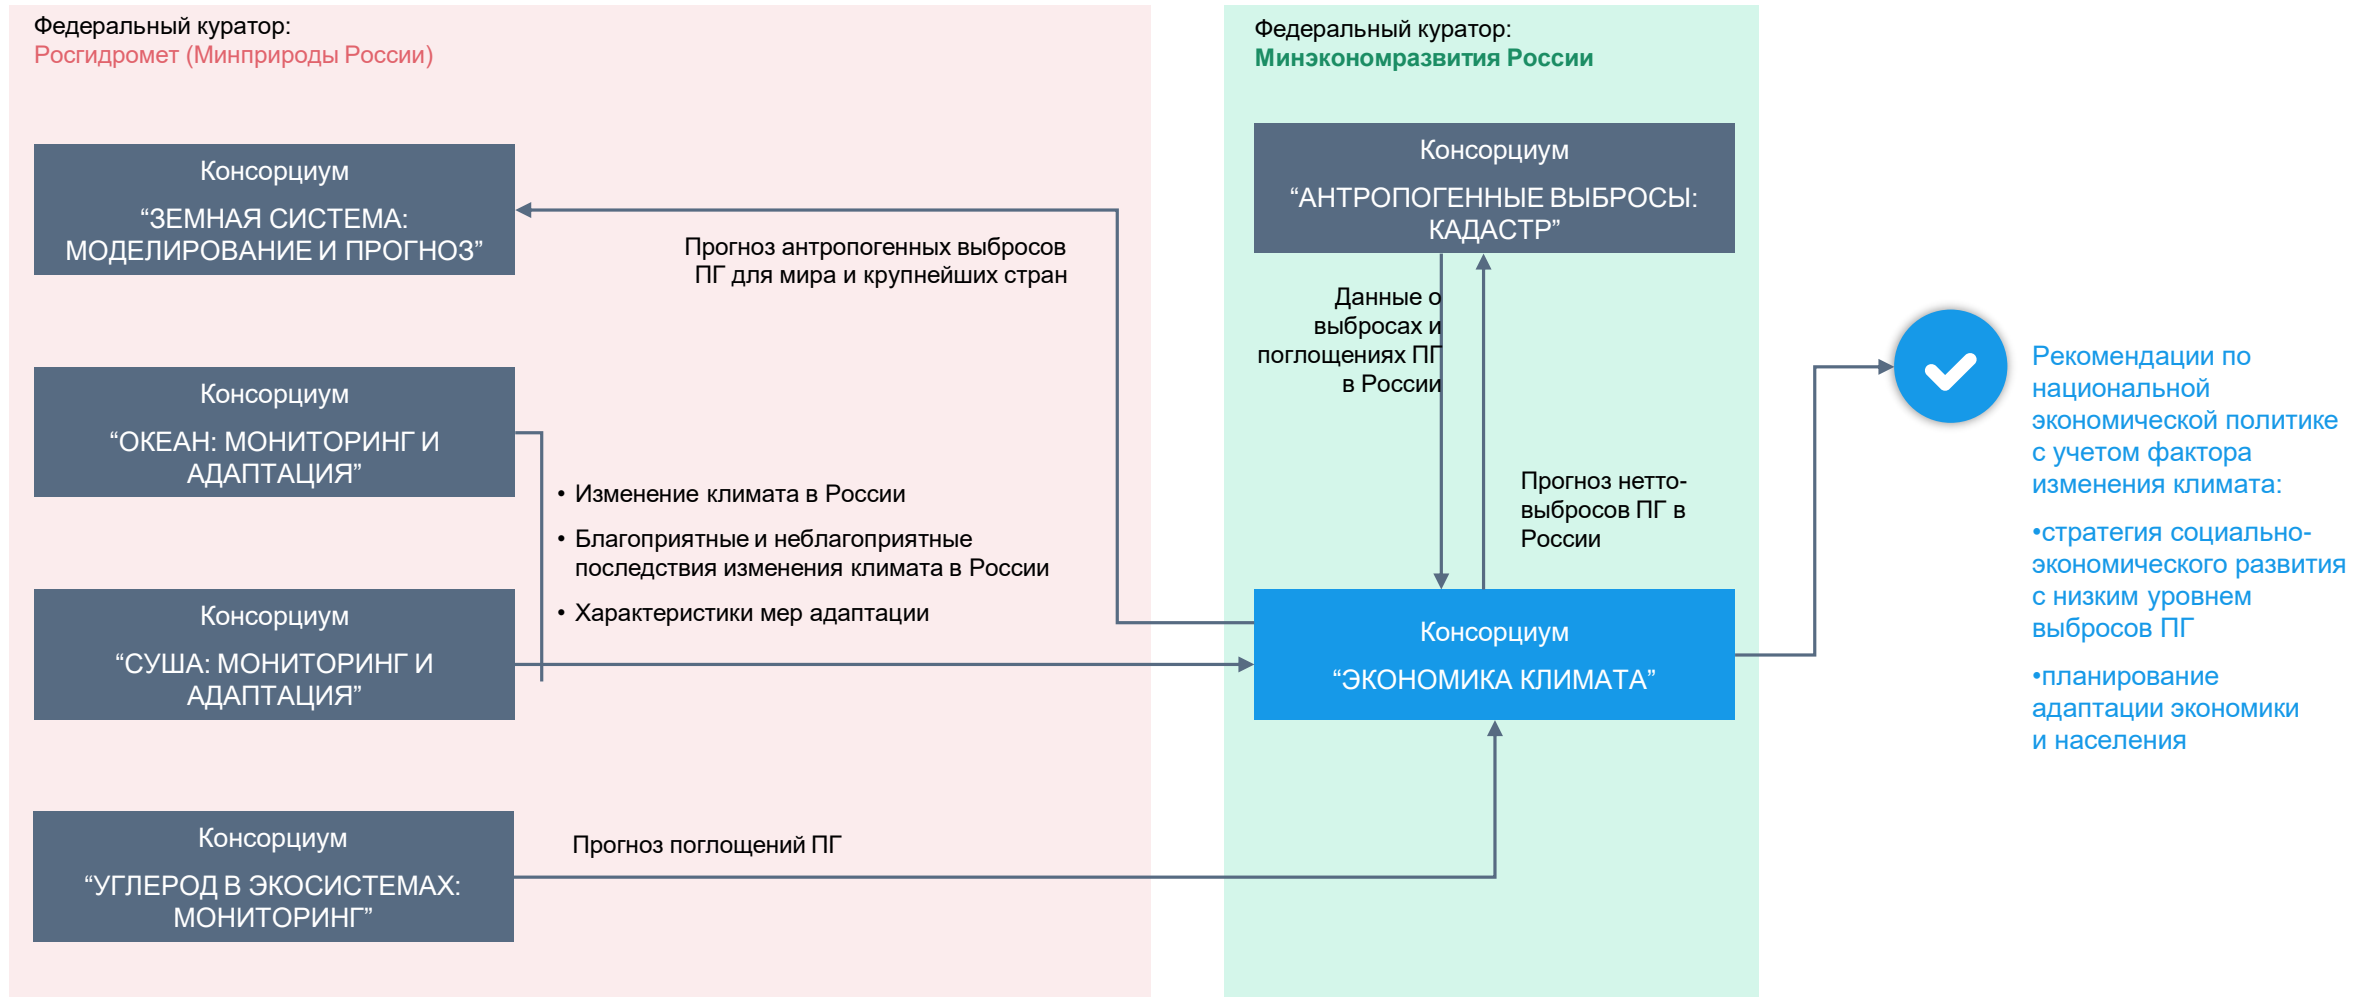 Федеральный куратор:
Росгидромет (Минприроды России)
Консорциум
“ЗЕМНАЯ СИСТЕМА:
МОДЕЛИРОВАНИЕ И ПРОГНОЗ”
Прогноз антропогенных выбросов
ПГ для мира и крупнейших стран
Консорциум
“ОКЕАН: МОНИТОРИНГ И
АДАПТАЦИЯ”
• Изменение климата в России
• Благоприятные и неблагоприятные
последствия изменения климата в России
• Характеристики мер адаптации
Консорциум
“СУША: МОНИТОРИНГ И
АДАПТАЦИЯ”
Консорциум
“УГЛЕРОД В ЭКОСИСТЕМАХ:
МОНИТОРИНГ”
Прогноз поглощений ПГ
Федеральный куратор:
Минэкономразвития России
Консорциум
“АНТРОПОГЕННЫЕ ВЫБРОСЫ:
КАДАСТР”
Данные о
выбросах и
поглощениях ПГ
в России
Прогноз нетто-
выбросов ПГ в
России
Консорциум
“ЭКОНОМИКА КЛИМАТА”
Рекомендации по
национальной
экономической политике
с учетом фактора
изменения климата:
•стратегия социально-
экономического развития
с низким уровнем
выбросов ПГ
•планирование
адаптации экономики
и населения